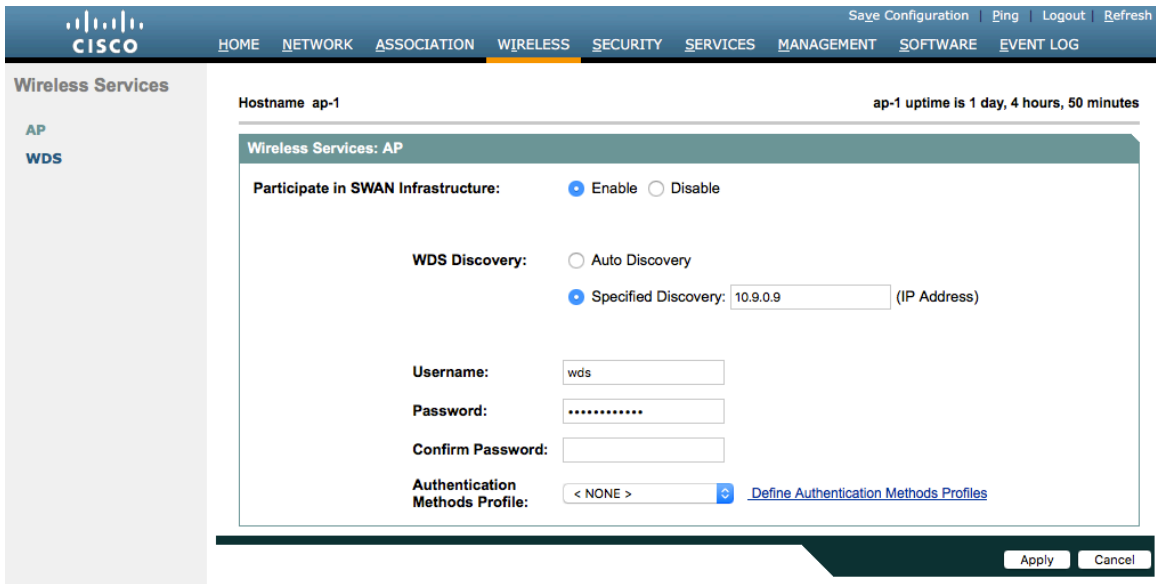 Save Configuration | Ping | Logout | Refresh
CISCO
HOME NETWORK ASSOCIATION WIRELESS SECURITY SERVICES MANAGEMENT SOFTWARE EVENT LOG
Wireless Services
AP
WDS
Hostname ap-1
ap-1 uptime is 1 day, 4 hours, 50 minutes
Wireless Services: AP
Participate in SWAN Infrastructure: Enable Disable
WDS Discovery: Auto Discovery
Specified Discovery: 10.9.0.9 (IP Address)
Username: wds
Password: ••••••••••••
Confirm Password:
Authentication
Methods Profile: < NONE > Define Authentication Methods Profiles
Apply Cancel